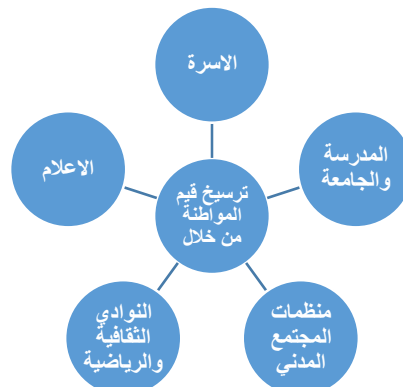 الاسرة
المدرسة
والجامعة
الاعلام
ترسيخ قيم
المواطنة
من خلال
منظمات
المجتمع
المدني
النوادي
الثقافية
والرياضية